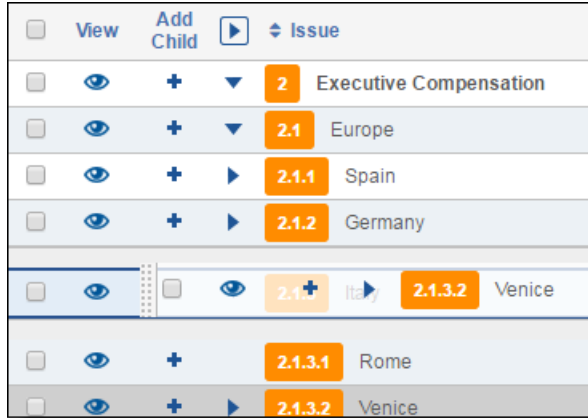 View Add Child Issue
2 Executive Compensation
2.1 Europe
2.1.1 Spain
2.1.2 Germany
Italy 2.1.3.2 Venice
2.1.3.1 Rome
2.1.3.2 Venice